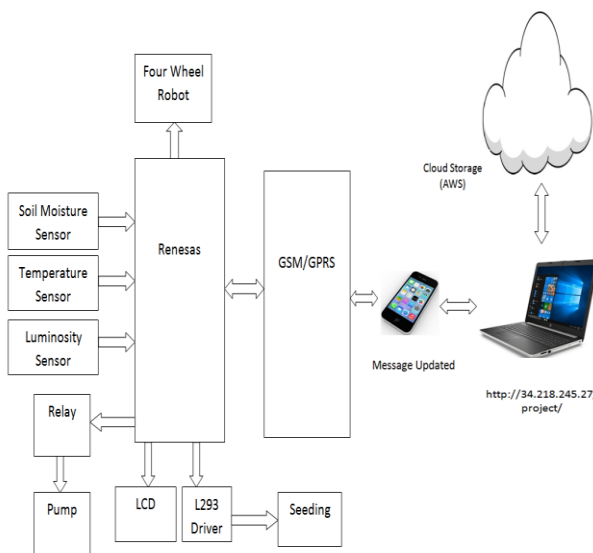 Four Wheel
Robot
Cloud Storage
(AWS)
Soil Moisture
Sensor
Renesas
GSM/GPRS
Temperature
Sensor
Luminosity
Sensor
Message Updated
http://34.218.245.27/
project/
Relay
Pump
LCD
L293
Driver
Seeding